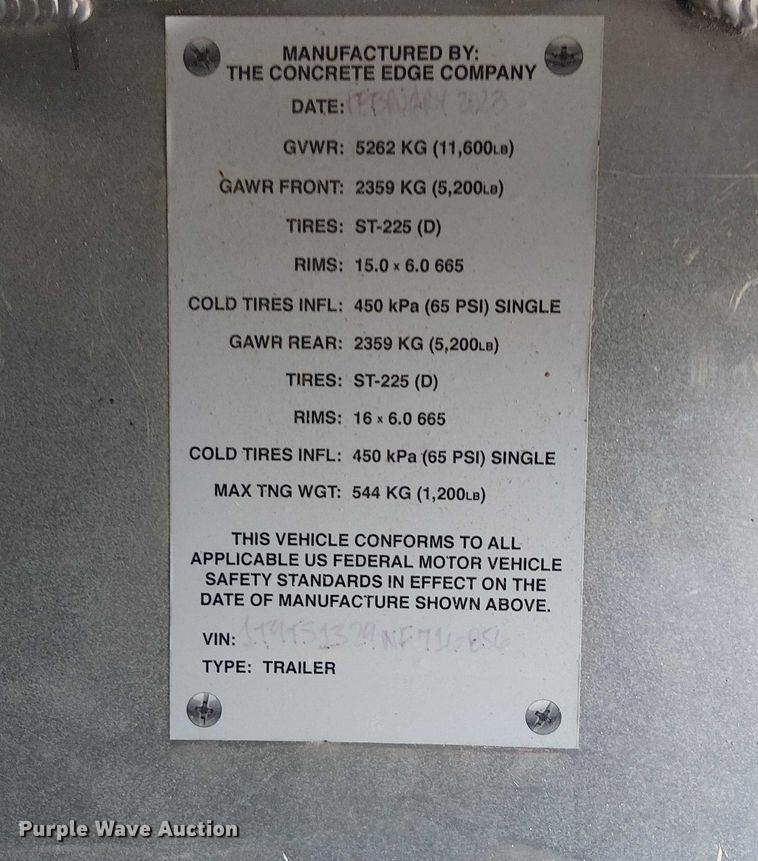 MANUFACTURED BY:
THE CONCRETE EDGE COMPANY
DATE: FEBRUARY 2023
GVWR: 5262 KG (11,600LB)
GAWR FRONT: 2359 KG (5,200LB)
TIRES: ST-225 (D)
RIMS: 15.0 x 6.0 665
COLD TIRES INFL: 450 kPa (65 PSI) SINGLE
GAWR REAR: 2359 KG (5,200LB)
TIRES: ST-225 (D)
RIMS: 16 x 6.0 665
COLD TIRES INFL: 450 kPa (65 PSI) SINGLE
MAX TNG WGT: 544 KG (1,200LB)
THIS VEHICLE CONFORMS TO ALL
APPLICABLE US FEDERAL MOTOR VEHICLE
SAFETY STANDARDS IN EFFECT ON THE
DATE OF MANUFACTURE SHOWN ABOVE.
VIN:
TYPE: TRAILER
Purple Wave Auction